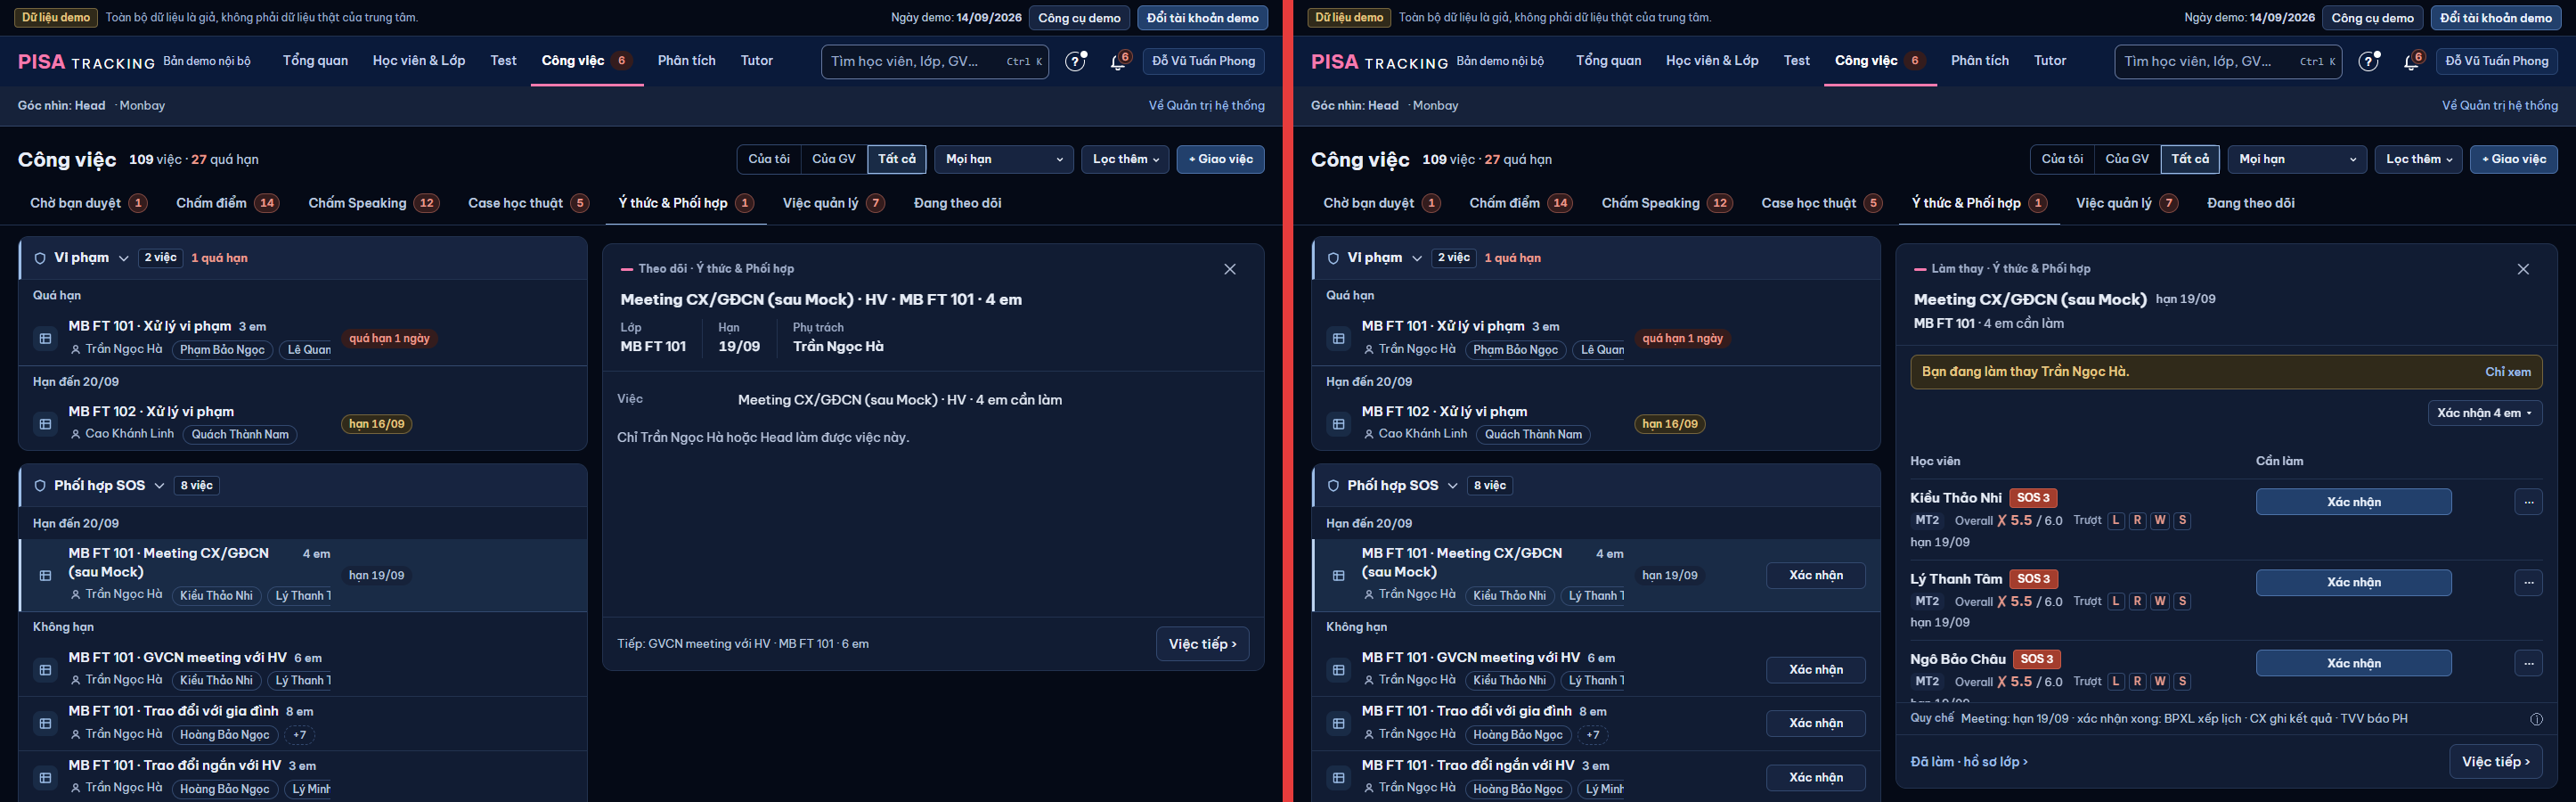 Dữ liệu demo Toàn bộ dữ liệu là giả, không phải dữ liệu thật của trung tâm. Ngày demo: 14/09/2026 Công cụ demo Đổi tài khoản demo
PISA TRACKING Bản demo nội bộ Tổng quan Học viên & Lớp Test Công việc 6 Phân tích Tutor Tìm học viên, lớp, GV... Ctrl K ? 6 Đỗ Vũ Tuấn Phong
Góc nhìn: Head · Monbay Về Quản trị hệ thống
Công việc 109 việc · 27 quá hạn Của tôi Của GV Tất cả Mọi hạn Lọc thêm + Giao việc
Chờ bạn duyệt 1 Chấm điểm 14 Chấm Speaking 12 Case học thuật 5 Ý thức & Phối hợp 1 Việc quản lý 7 Đang theo dõi
Vi phạm 2 việc 1 quá hạn
Quá hạn
MB FT 101 · Xử lý vi phạm 3 em
Trần Ngọc Hà Phạm Bảo Ngọc Lê Quan
quá hạn 1 ngày
Hạn đến 20/09
MB FT 102 · Xử lý vi phạm
Cao Khánh Linh Quách Thành Nam
hạn 16/09
Phối hợp SOS 8 việc
Hạn đến 20/09
MB FT 101 · Meeting CX/GĐCN (sau Mock) 4 em
Trần Ngọc Hà Kiều Thảo Nhi Lý Thanh T
hạn 19/09
Không hạn
MB FT 101 · GVCN meeting với HV 6 em
Trần Ngọc Hà Kiều Thảo Nhi Lý Thanh T
MB FT 101 · Trao đổi với gia đình 8 em
Trần Ngọc Hà Hoàng Bảo Ngọc +7
MB FT 101 · Trao đổi ngắn với HV 3 em
Trần Ngọc Hà Hoàng Bảo Ngọc Lý Minh
Theo dõi · Ý thức & Phối hợp
Meeting CX/GĐCN (sau Mock) · HV · MB FT 101 · 4 em
Lớp Hạn Phụ trách
MB FT 101 19/09 Trần Ngọc Hà
Việc Meeting CX/GĐCN (sau Mock) · HV · 4 em cần làm
Chỉ Trần Ngọc Hà hoặc Head làm được việc này.
Tiếp: GVCN meeting với HV · MB FT 101 · 6 em Việc tiếp ›
Dữ liệu demo Toàn bộ dữ liệu là giả, không phải dữ liệu thật của trung tâm. Ngày demo: 14/09/2026 Công cụ demo Đổi tài khoản demo
PISA TRACKING Bản demo nội bộ Tổng quan Học viên & Lớp Test Công việc 6 Phân tích Tutor Tìm học viên, lớp, GV... Ctrl K ? 6 Đỗ Vũ Tuấn Phong
Góc nhìn: Head · Monbay Về Quản trị hệ thống
Công việc 109 việc · 27 quá hạn Của tôi Của GV Tất cả Mọi hạn Lọc thêm + Giao việc
Chờ bạn duyệt 1 Chấm điểm 14 Chấm Speaking 12 Case học thuật 5 Ý thức & Phối hợp 1 Việc quản lý 7 Đang theo dõi
Vi phạm 2 việc 1 quá hạn
Quá hạn
MB FT 101 · Xử lý vi phạm 3 em
Trần Ngọc Hà Phạm Bảo Ngọc Lê Quan
quá hạn 1 ngày
Hạn đến 20/09
MB FT 102 · Xử lý vi phạm
Cao Khánh Linh Quách Thành Nam
hạn 16/09
Phối hợp SOS 8 việc
Hạn đến 20/09
MB FT 101 · Meeting CX/GĐCN (sau Mock) 4 em
Trần Ngọc Hà Kiều Thảo Nhi Lý Thanh T
hạn 19/09 Xác nhận
Không hạn
MB FT 101 · GVCN meeting với HV 6 em
Trần Ngọc Hà Kiều Thảo Nhi Lý Thanh T
Xác nhận
MB FT 101 · Trao đổi với gia đình 8 em
Trần Ngọc Hà Hoàng Bảo Ngọc +7
Xác nhận
MB FT 101 · Trao đổi ngắn với HV 3 em
Trần Ngọc Hà Hoàng Bảo Ngọc Lý Minh
Xác nhận
Làm thay · Ý thức & Phối hợp
Meeting CX/GĐCN (sau Mock) hạn 19/09
MB FT 101 · 4 em cần làm
Bạn đang làm thay Trần Ngọc Hà. Chỉ xem
Xác nhận 4 em
Học viên Cần làm
Kiều Thảo Nhi SOS 3 Xác nhận ...
MT2 Overall ✗ 5.5 / 6.0 Trượt L R W S
hạn 19/09
Lý Thanh Tâm SOS 3 Xác nhận ...
MT2 Overall ✗ 5.5 / 6.0 Trượt L R W S
hạn 19/09
Ngô Bảo Châu SOS 3 Xác nhận ...
MT2 Overall ✗ 5.5 / 6.0 Trượt L R W S
Quy chế Meeting: hạn 19/09 · xác nhận xong: BPXL xếp lịch · CX ghi kết quả · TVV báo PH
Đã làm · hồ sơ lớp › Việc tiếp ›